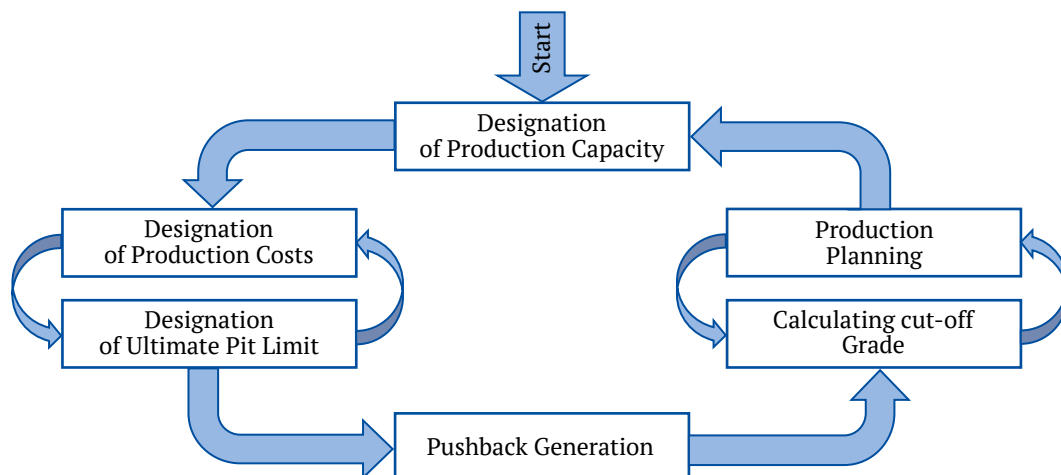 Start
Designation
of Production Capacity
Designation
of Production Costs
Production
Planning
Designation
of Ultimate Pit Limit
Calculating cut-off
Grade
Pushback Generation